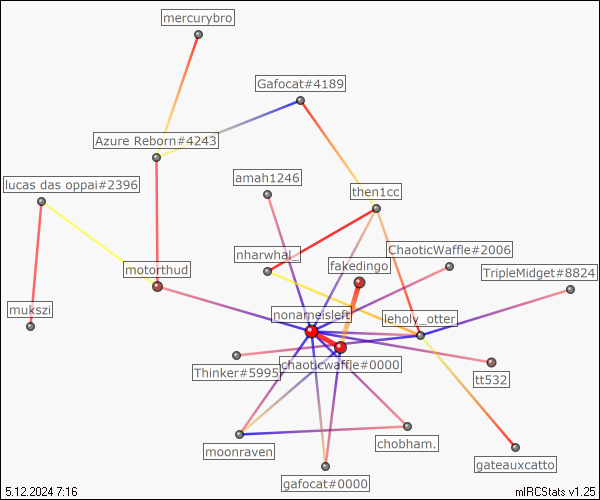 mercurybro
Gafocat#4189
Azure Reborn#4243
amah1246
lucas das oppai#2396
then1cc
nharwhal_
ChaoticWaffle#2006
fakedingo
motorthud
TripleMidget#8824
mukszi
nonameisleft
leholy_otter
Thinker#5995
chaoticwaffle#0000
tt532
moonraven
chobham.
gateauxcatto
gafocat#0000
5.12.2024 7:16
mIRCStats v1.25